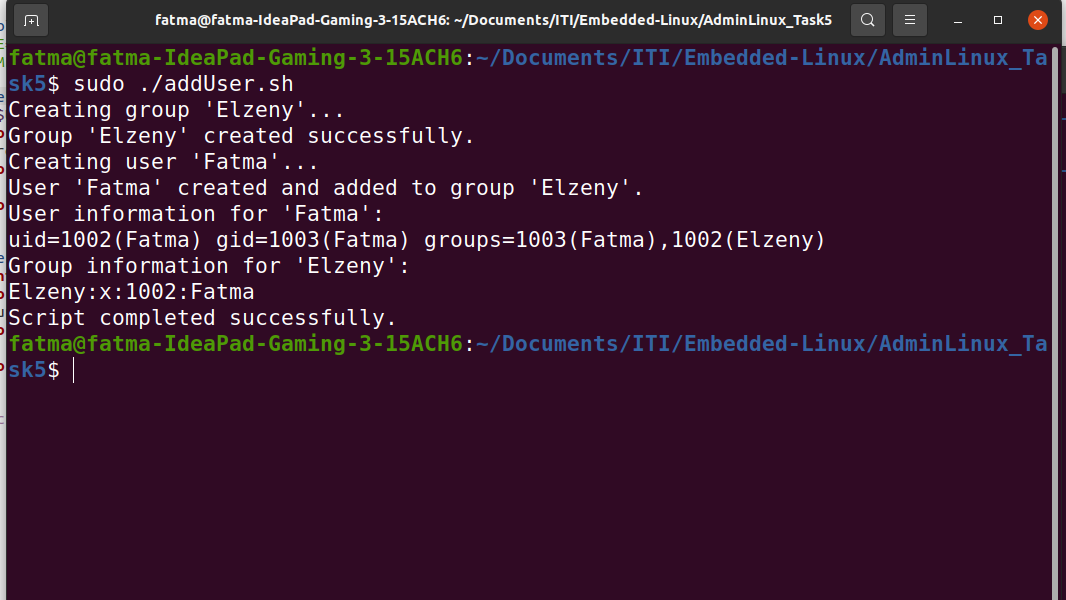 fatma@fatma-IdeaPad-Gaming-3-15ACH6: ~/Documents/ITI/Embedded-Linux/AdminLinux_Task5
fatma@fatma-IdeaPad-Gaming-3-15ACH6:~/Documents/ITI/Embedded-Linux/AdminLinux_Ta
sk5$ sudo ./addUser.sh
Creating group 'Elzeny'...
Group 'Elzeny' created successfully.
Creating user 'Fatma'...
User 'Fatma' created and added to group 'Elzeny'.
User information for 'Fatma':
uid=1002(Fatma) gid=1003(Fatma) groups=1003(Fatma),1002(Elzeny)
Group information for 'Elzeny':
Elzeny:x:1002:Fatma
Script completed successfully.
fatma@fatma-IdeaPad-Gaming-3-15ACH6:~/Documents/ITI/Embedded-Linux/AdminLinux_Ta
sk5$